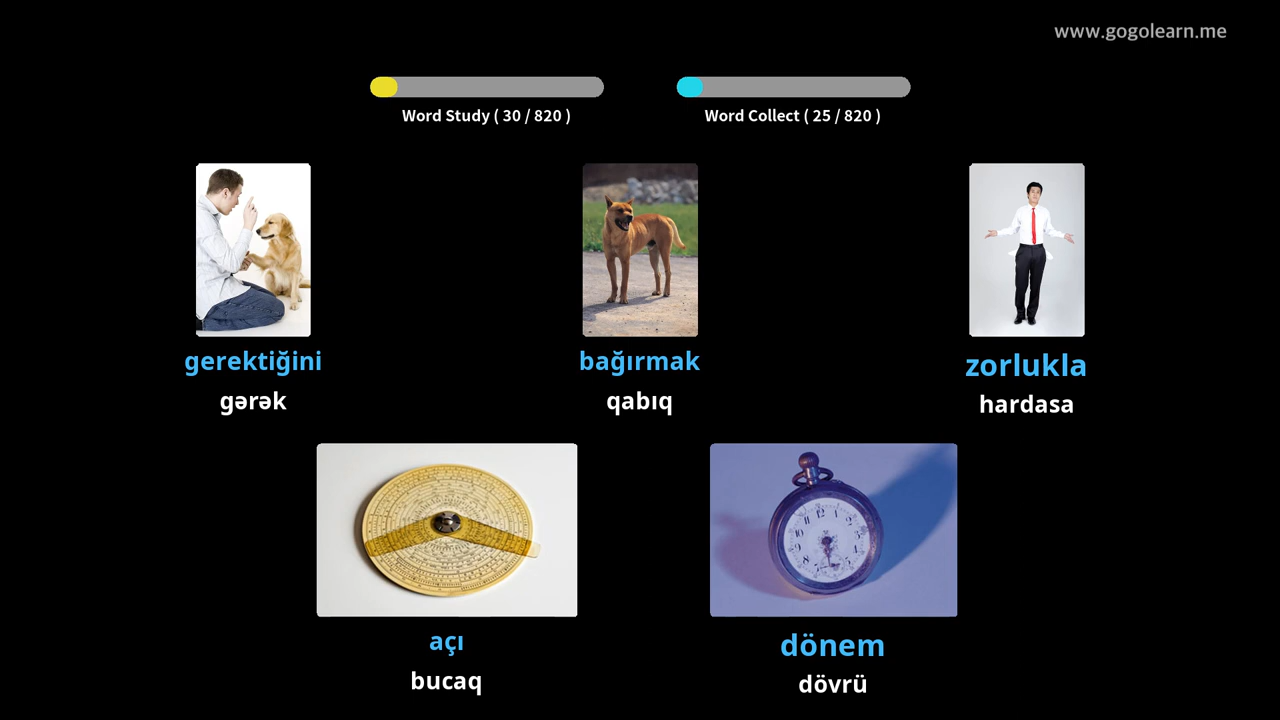 www.gogolearn.me
Word Study ( 30 / 820 )
Word Collect ( 25 / 820 )
gerektiğini
gərək
bağırmak
qabıq
zorlukla
hardasa
açı
bucaq
dönem
dövrü